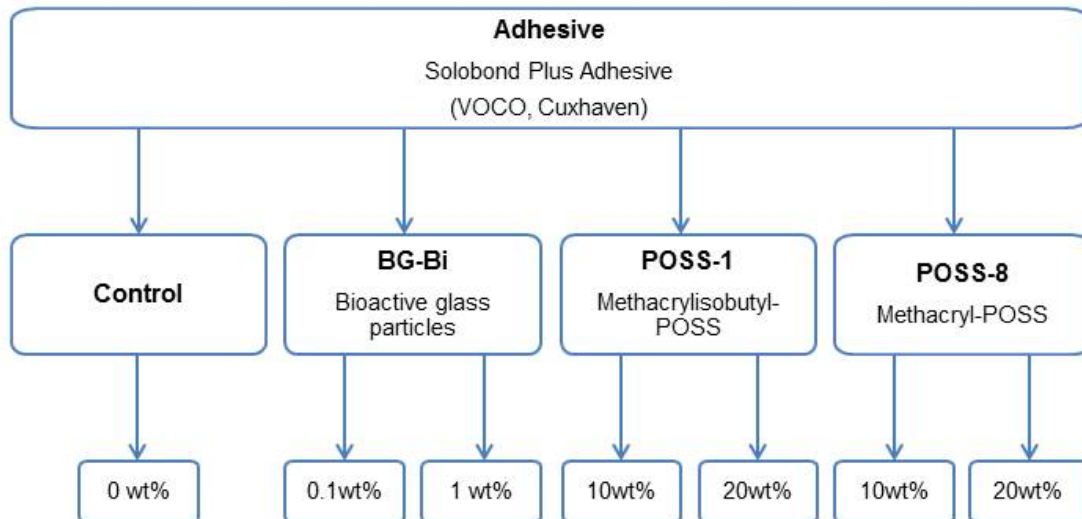 Adhesive
Solobond Plus Adhesive
(VOCO, Cuxhaven)
Control
BG-Bi
Bioactive glass
particles
POSS-1
Methacrylisobutyl-
POSS
POSS-8
Methacryl-POSS
0 wt%
0.1wt%
1 wt%
10wt%
20wt%
10wt%
20wt%